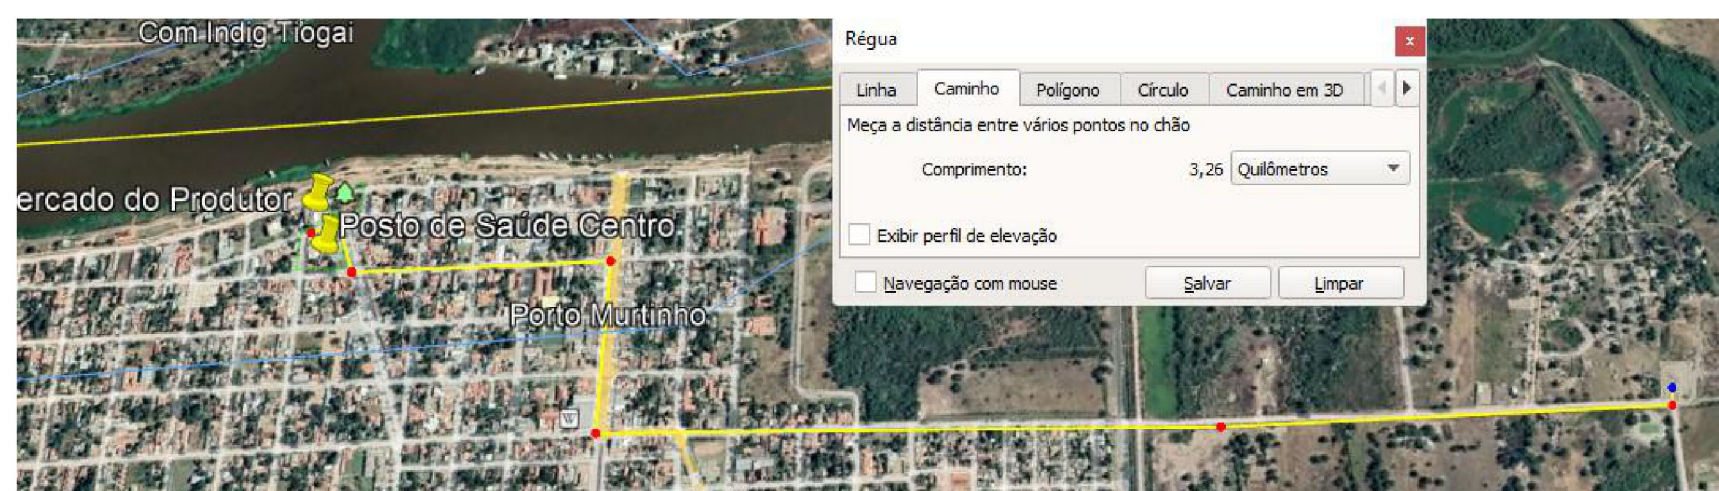 Com Indig Tiogai
ercado do Produtor
Posto de Saúde Centro
Porto Murtinho
W
Régua
x
Linha Caminho Polígono Círculo Caminho em 3D
Meça a distância entre vários pontos no chão
Comprimento: 3,26 Quilômetros
Exibir perfil de elevação
Navegação com mouse Salvar Limpar